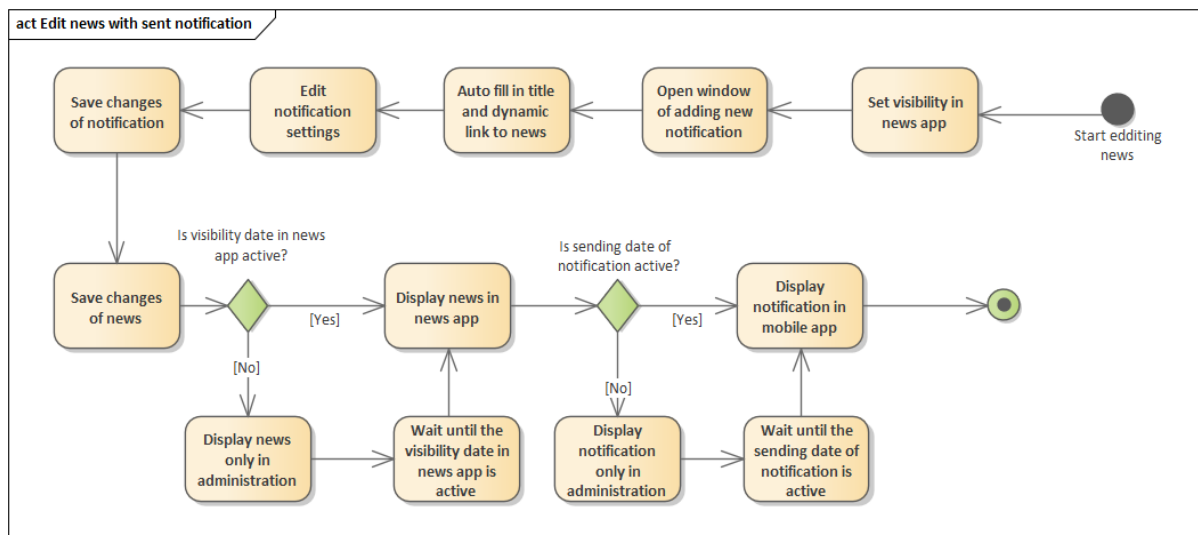 act Edit news with sent notification
Save changes
of notification
Edit
notification
settings
Auto fill in title
and dynamic
link to news
Open window
of adding new
notification
Set visibility in
news app
Start edditing
news
Is visibility date in news
app active?
Is sending date of
notification active?
Save changes
of news
[Yes]
Display news in
news app
[Yes]
Display
notification in
mobile app
[No]
[No]
Display news
only in
administration
Wait until the
visibility date in
news app is
active
Display
notification
only in
administration
Wait until the
sending date of
notification is
active